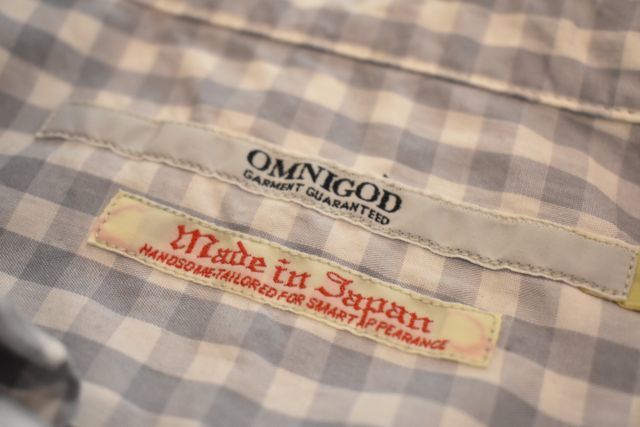 OMNIGOD
GARMENT GUARANTEED
Made in Japan
HANDSOME-TAILORED FOR SMART APPEARANCE